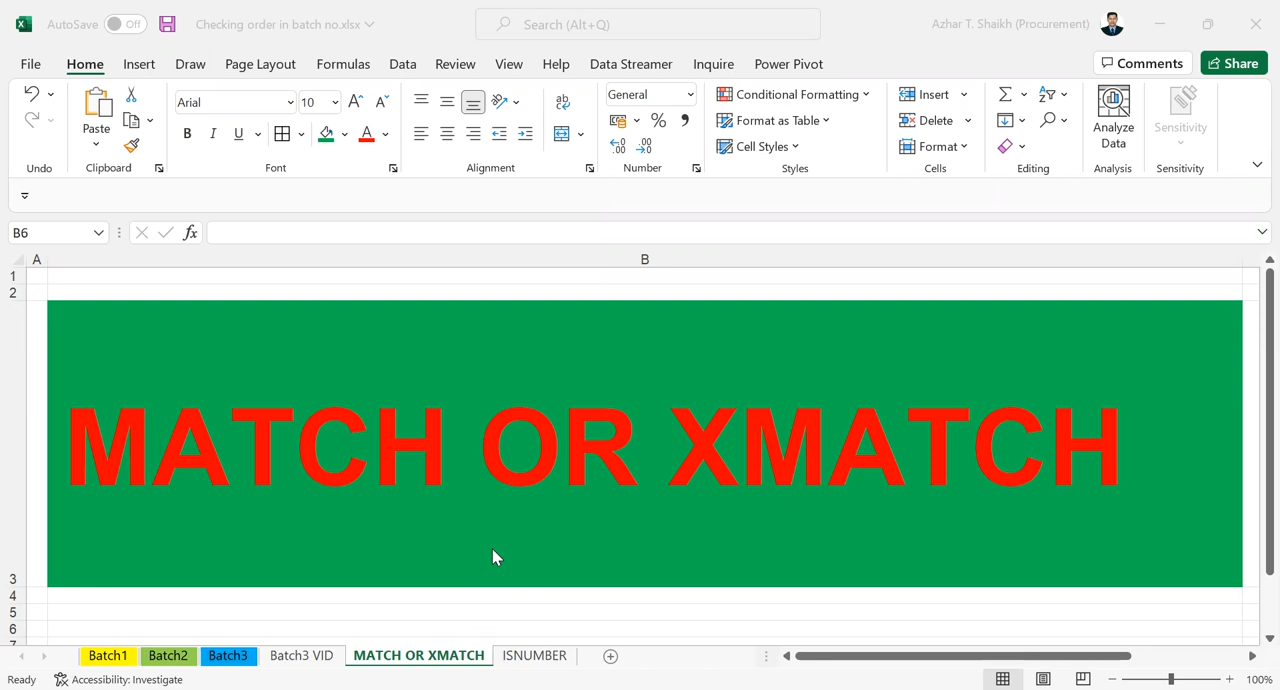 AutoSave Off Checking order in batch no.xlsx Search (Alt+Q) Azhar T. Shaikh (Procurement)
File Home Insert Draw Page Layout Formulas Data Review View Help Data Streamer Inquire Power Pivot Comments Share
Arial 10 General Conditional Formatting Insert
Paste B I U A % Format as Table Delete Analyze Data Sensitivity
Cell Styles Format
Undo Clipboard Font Alignment Number Styles Cells Editing Analysis Sensitivity
B6 fx
A B
1
2
MATCH OR XMATCH
3
4
5
6
7
Batch1 Batch2 Batch3 Batch3 VID MATCH OR XMATCH ISNUMBER
Ready Accessibility: Investigate 100%